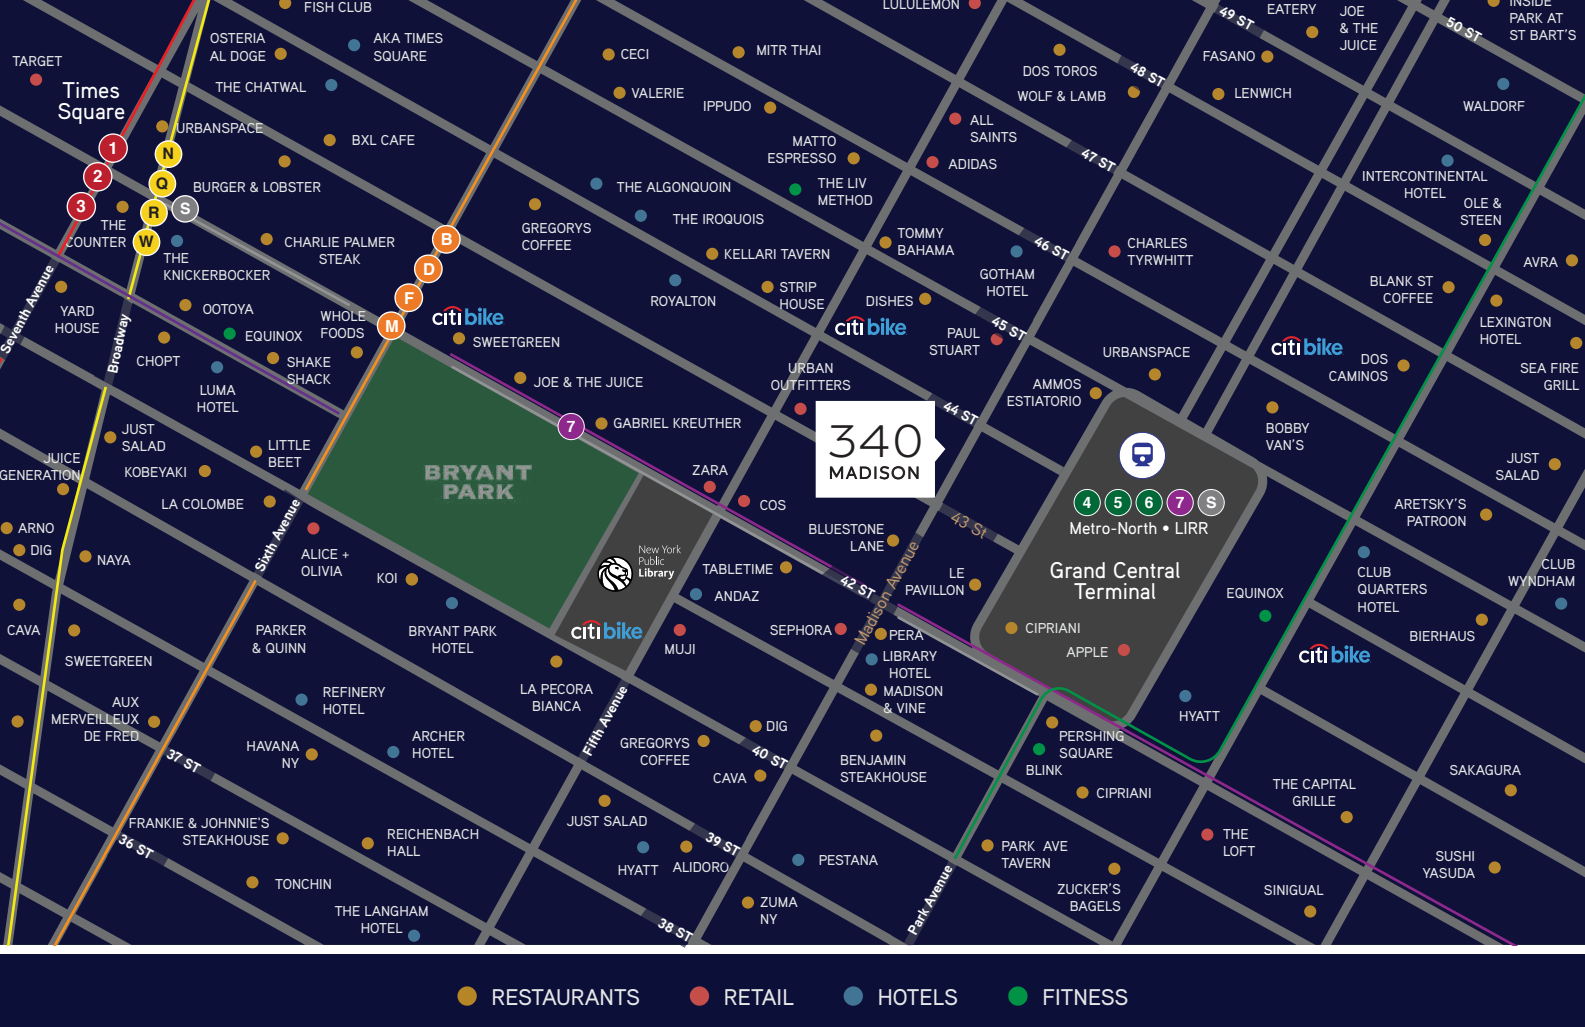 FISH CLUB
LULULEMON
49 ST
EATERY
JOE
& THE
JUICE
50 ST
INSIDE
PARK AT
ST BART'S
OSTERIA
AL DOGE
AKA TIMES
SQUARE
CECI
MITR THAI
DOS TOROS
48 ST
FASANO
TARGET
Times
Square
THE CHATWAL
VALERIE
IPPUDO
WOLF & LAMB
LENWICH
WALDORF
URBANSPACE
BXL CAFE
ALL
SAINTS
1
2
3
N
Q
R
W
S
MATTO
ESPRESSO
ADIDAS
47 ST
INTERCONTINENTAL
HOTEL
BURGER & LOBSTER
THE ALGONQUOIN
THE LIV
METHOD
THE IROQUOIS
OLE &
STEEN
THE
COUNTER
THE
KNICKERBOCKER
CHARLIE PALMER
STEAK
B
D
F
M
GREGORYS
COFFEE
KELLARI TAVERN
TOMMY
BAHAMA
46 ST
GOTHAM
HOTEL
CHARLES
TYRWHITT
AVRA
Seventh Avenue
YARD
HOUSE
Broadway
OOTOYA
WHOLE
FOODS
ROYALTON
STRIP
HOUSE
DISHES
BLANK ST
COFFEE
citi bike
citi bike
45 ST
PAUL
STUART
LEXINGTON
HOTEL
CHOPT
EQUINOX
SHAKE
SHACK
SWEETGREEN
URBANSPACE
citi bike
DOS
CAMINOS
SEA FIRE
GRILL
LUMA
HOTEL
JOE & THE JUICE
URBAN
OUTFITTERS
AMMOS
ESTIATORIO
44 ST
7
GABRIEL KREUTHER
340
MADISON
BOBBY
VAN'S
JUST
SALAD
KOBEYAKI
LITTLE
BEET
JUICE
GENERATION
BRYANT
PARK
ZARA
COS
4
5
6
7
S
Metro-North • LIRR
Grand Central
Terminal
JUST
SALAD
LA COLOMBE
ARETSKY'S
PATROON
ARNO
DIG
NAYA
Sixth Avenue
ALICE +
OLIVIA
New York
Public
Library
BLUESTONE
LANE
43 St
KOI
TABLETIME
ANDAZ
42 ST
Madison Avenue
LE
PAVILLON
EQUINOX
CLUB
QUARTERS
HOTEL
CLUB
WYNDHAM
CAVA
SWEETGREEN
PARKER
& QUINN
BRYANT PARK
HOTEL
citi bike
MUJI
SEPHORA
PERA
LIBRARY
HOTEL
CIPRIANI
APPLE
citi bike
BIERHAUS
AUX
MERVEILLEUX
DE FRED
REFINERY
HOTEL
LA PECORA
BIANCA
MADISON
& VINE
HYATT
37 ST
HAVANA
NY
ARCHER
HOTEL
Fifth Avenue
GREGORYS
COFFEE
DIG
40 ST
CAVA
BENJAMIN
STEAKHOUSE
PERSHING
SQUARE
BLINK
SAKAGURA
CIPRIANI
THE CAPITAL
GRILLE
FRANKIE & JOHNNIE'S
STEAKHOUSE
36 ST
REICHENBACH
HALL
JUST SALAD
39 ST
HYATT
ALIDORO
PESTANA
PARK AVE
TAVERN
THE
LOFT
SUSHI
YASUDA
TONCHIN
THE LANGHAM
HOTEL
38 ST
ZUMA
NY
Park Avenue
ZUCKER'S
BAGELS
SINIGUAL
RESTAURANTS
RETAIL
HOTELS
FITNESS